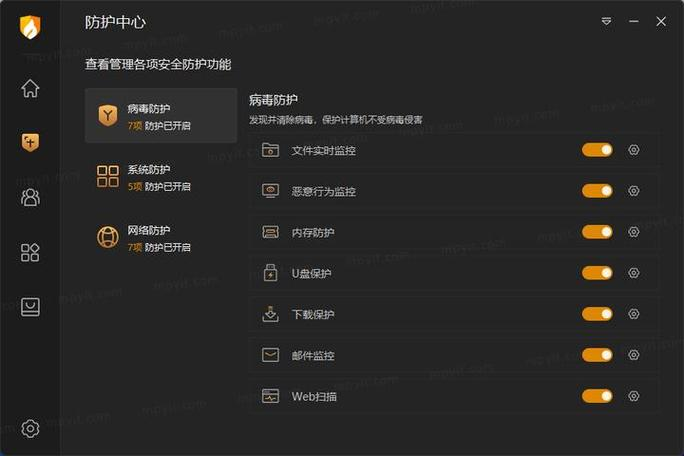 防护中心
查看管理各项安全防护功能
病毒防护
7项 防护已开启
系统防护
5项 防护已开启
网络防护
7项 防护已开启
病毒防护
发现并清除病毒，保护计算机不受病毒侵害
文件实时监控
恶意行为监控
内存防护
U盘保护
下载保护
邮件监控
Web扫描
mpyit.com